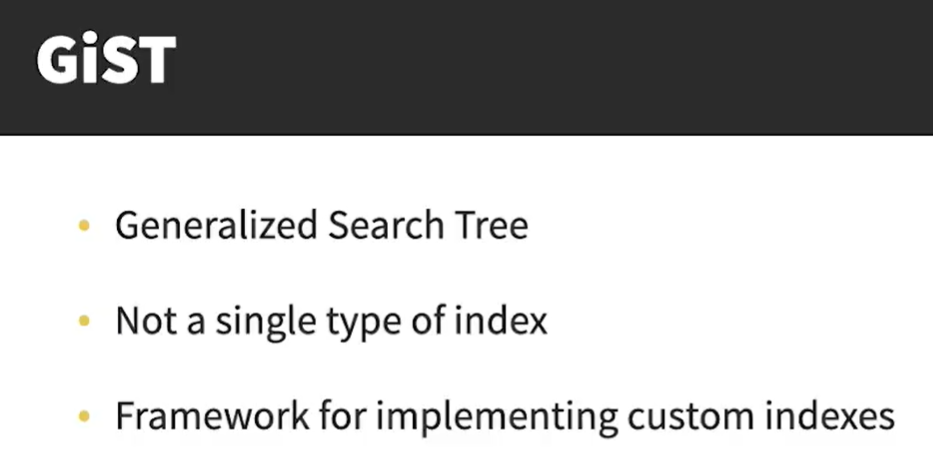 GiST
• Generalized Search Tree
• Not a single type of index
• Framework for implementing custom indexes